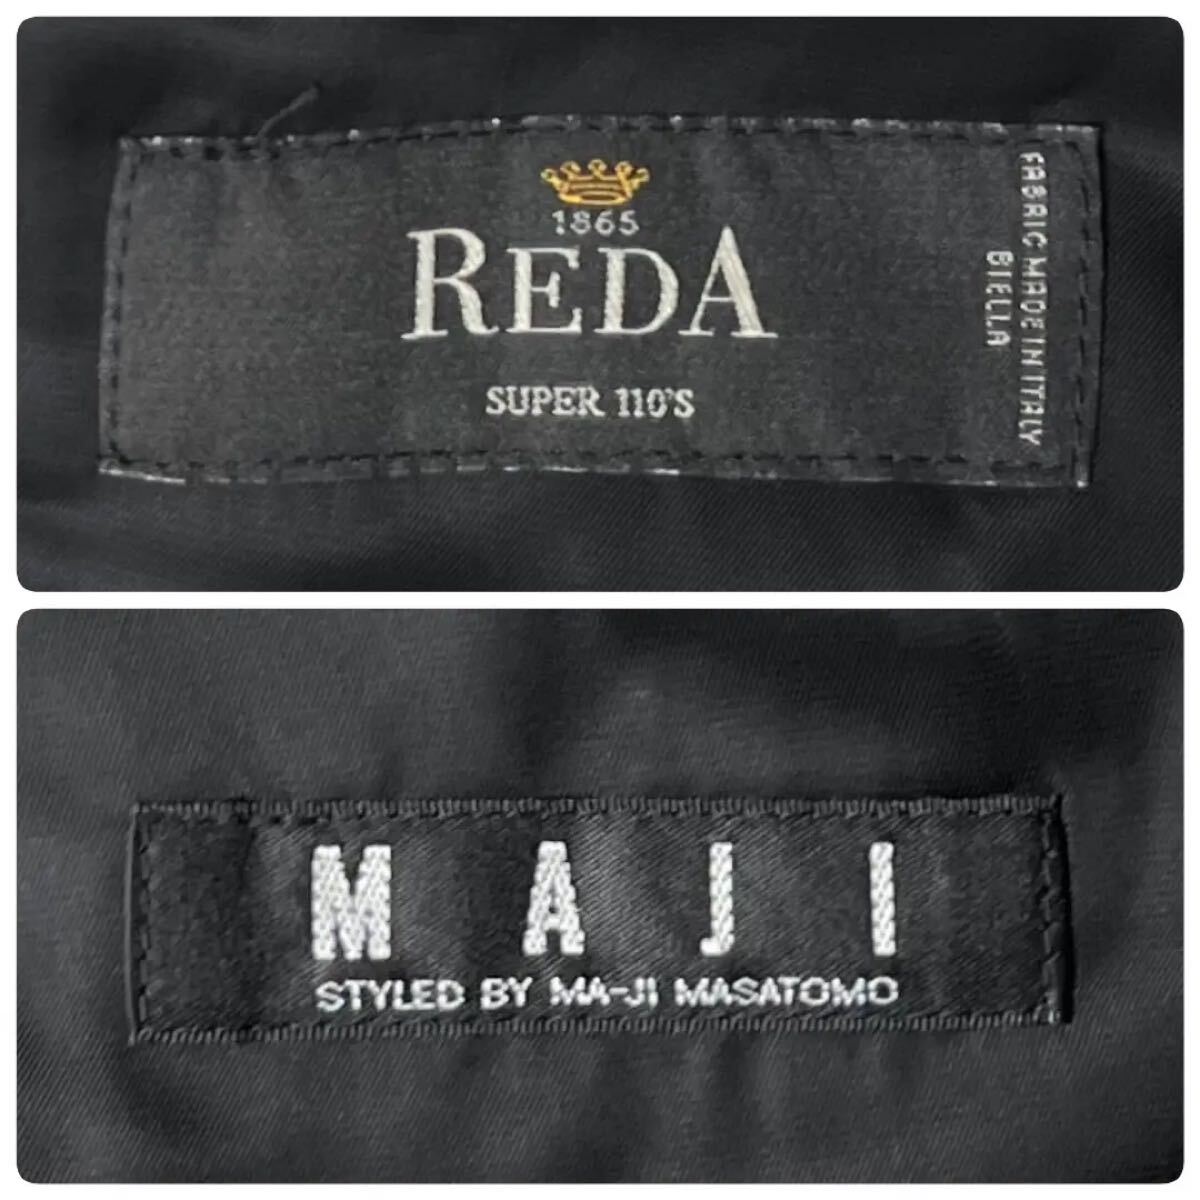 1865
REDA
SUPER 110'S
FABRIC MADE IN ITALY
BIELLA
MAJI
STYLED BY MA-JI MASATOMO